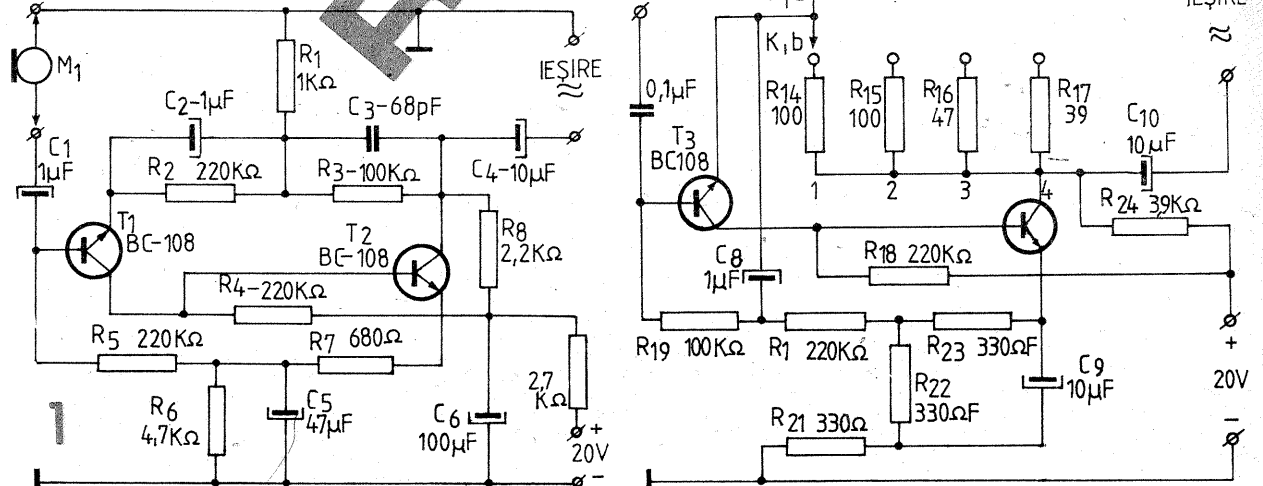 M1
R1
1KΩ
IEȘIRE
≈
C2-1µF
C3-68pF
C1
1µF
R2 220KΩ
R3-100KΩ
C4-10µF
T1
BC-108
T2
BC-108
R8
2,2KΩ
R4-220KΩ
R5 220KΩ
R7 680Ω
R6
4,7KΩ
C5
47µF
C6
100µF
2,7
KΩ
+
20V
-
1
K1b
0,1µF
T3
BC108
R14
100
R15
100
R16
47
R17
39
C10
10µF
1 2 3 4
R24 3,9KΩ
R18 220KΩ
C8
1µF
R19 100KΩ
R1 220KΩ
R23 330ΩF
R22
330ΩF
C9
10µF
R21 330Ω
≈
+
20V
-